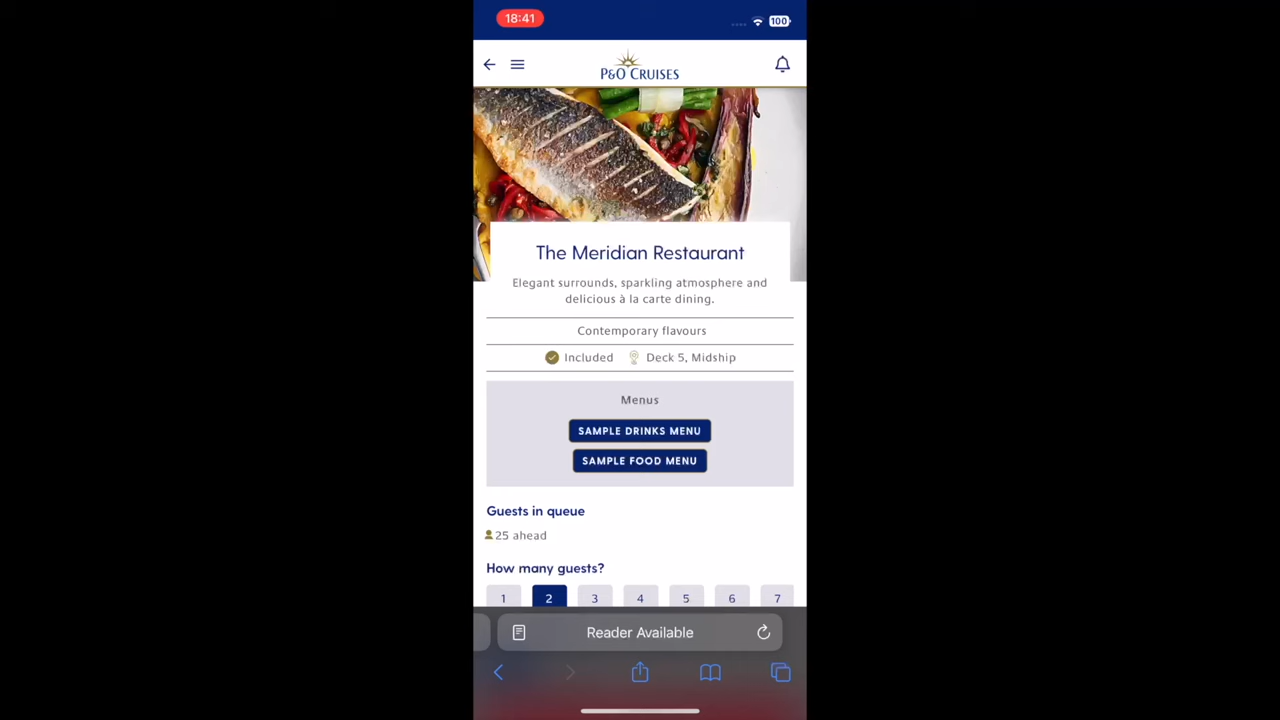 18:41
100
P&O CRUISES
The Meridian Restaurant
Elegant surrounds, sparkling atmosphere and
delicious à la carte dining.
Contemporary flavours
Included Deck 5, Midship
Menus
SAMPLE DRINKS MENU
SAMPLE FOOD MENU
Guests in queue
25 ahead
How many guests?
1 2 3 4 5 6 7
Reader Available